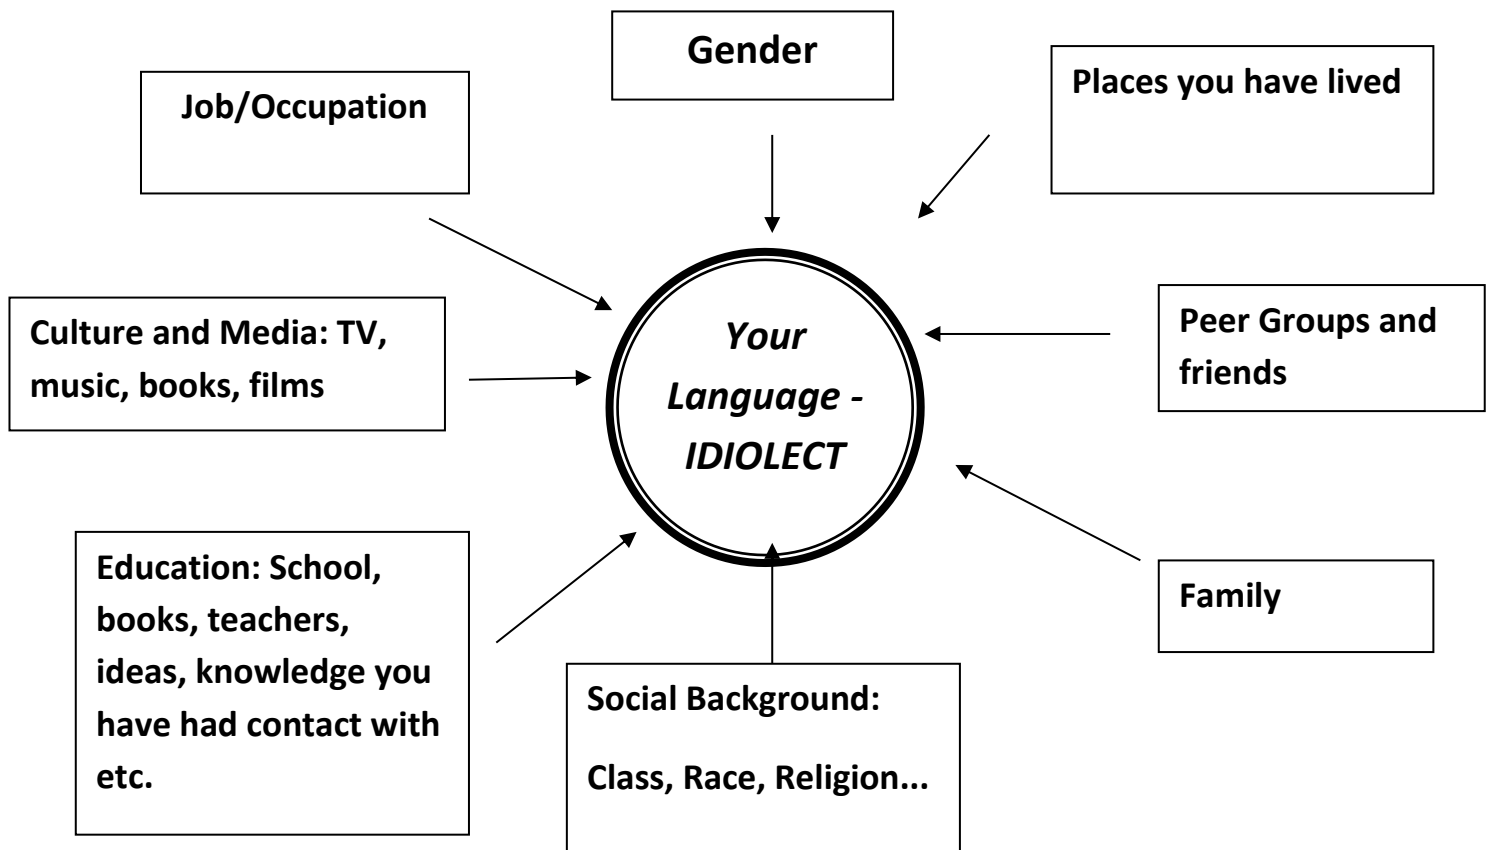 Gender
Places you have lived
Job/Occupation
Culture and Media: TV,
music, books, films
Your
Language -
IDIOLECT
Peer Groups and
friends
Education: School,
books, teachers,
ideas, knowledge you
have had contact with
etc.
Family
Social Background:
Class, Race, Religion...